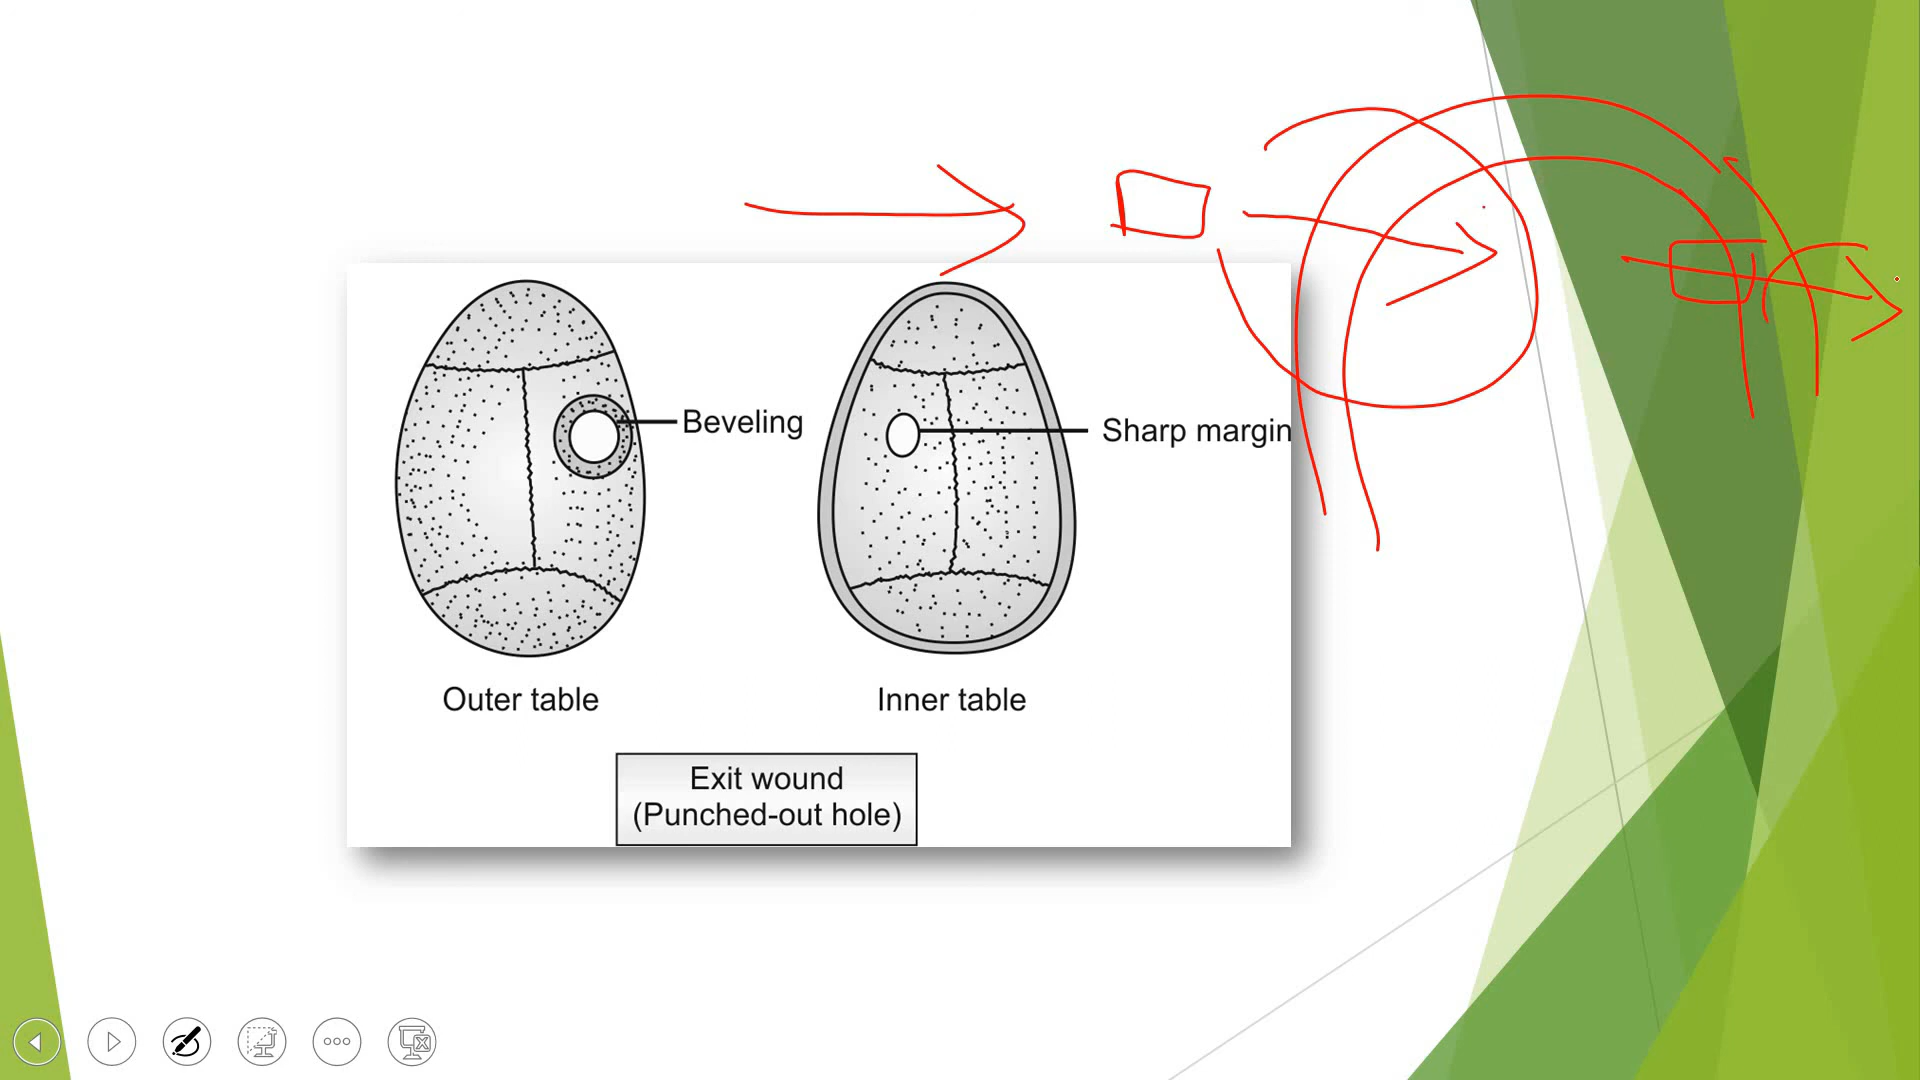 Beveling
Sharp margin
Outer table
Inner table
Exit wound
(Punched-out hole)